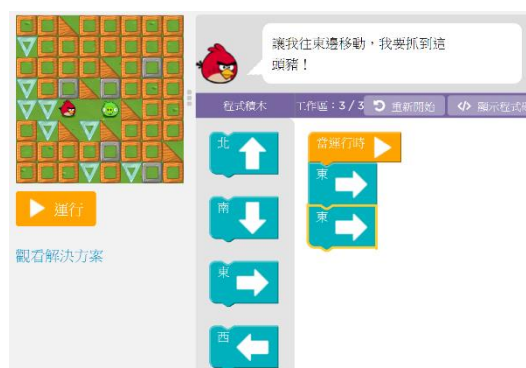 讓我往東邊移動，我要抓到這
頭豬！
程式積木
工作區：3 / 3
重新開始
顯示程式
北
當運行時
東
運行
南
東
觀看解決方案
東
西